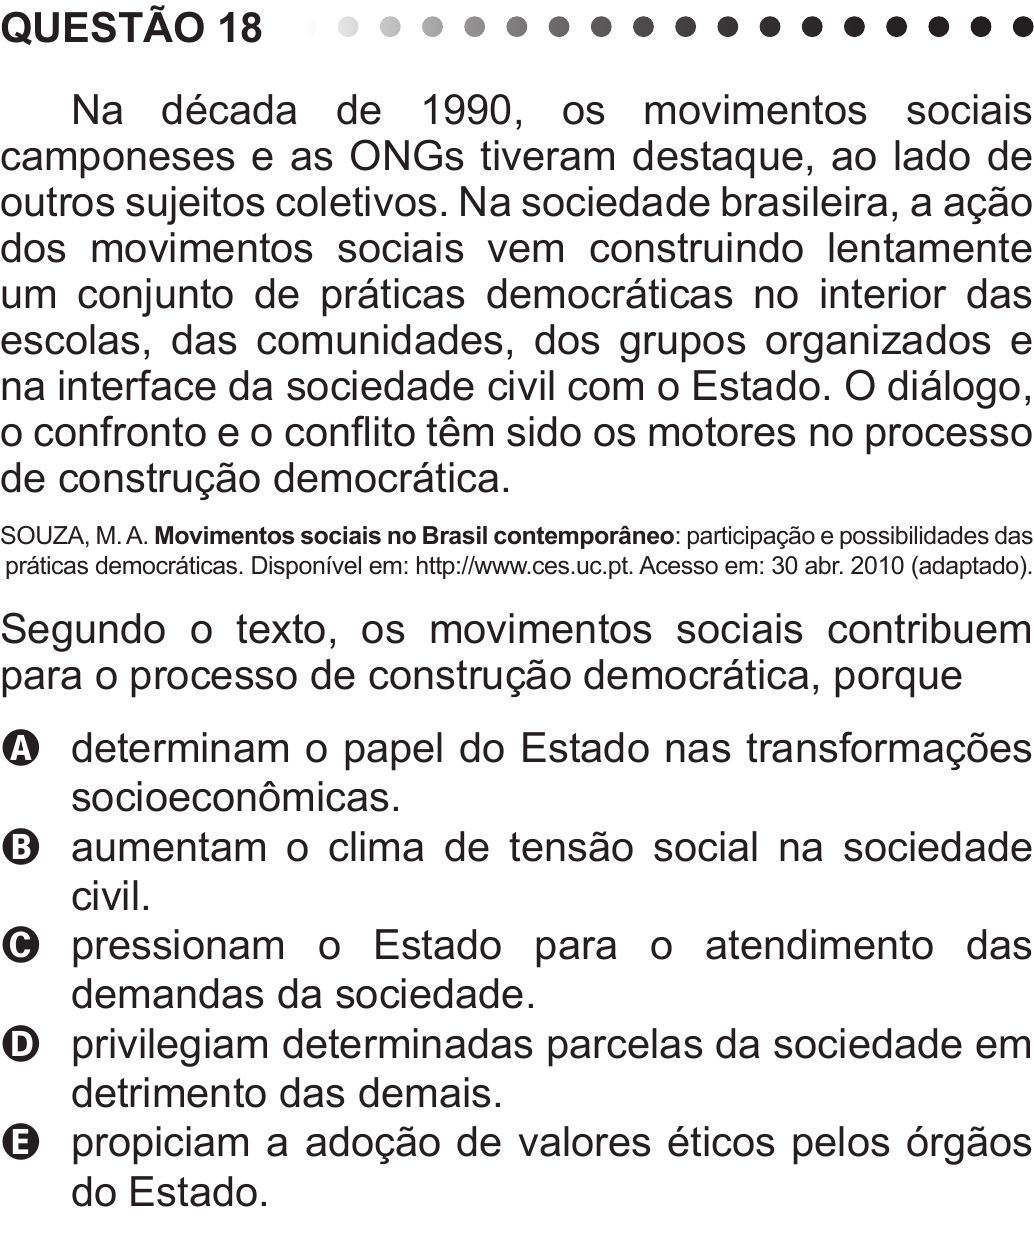 QUESTÃO 18
Na década de 1990, os movimentos sociais
camponeses e as ONGs tiveram destaque, ao lado de
outros sujeitos coletivos. Na sociedade brasileira, a ação
dos movimentos sociais vem construindo lentamente
um conjunto de práticas democráticas no interior das
escolas, das comunidades, dos grupos organizados e
na interface da sociedade civil com o Estado. O diálogo,
o confronto e o conflito têm sido os motores no processo
de construção democrática.
SOUZA, M. A. Movimentos sociais no Brasil contemporâneo: participação e possibilidades das
práticas democráticas. Disponível em: http://www.ces.uc.pt. Acesso em: 30 abr. 2010 (adaptado).
Segundo o texto, os movimentos sociais contribuem
para o processo de construção democrática, porque
A determinam o papel do Estado nas transformações
socioeconômicas.
B aumentam o clima de tensão social na sociedade
civil.
C pressionam o Estado para o atendimento das
demandas da sociedade.
D privilegiam determinadas parcelas da sociedade em
detrimento das demais.
E propiciam a adoção de valores éticos pelos órgãos
do Estado.